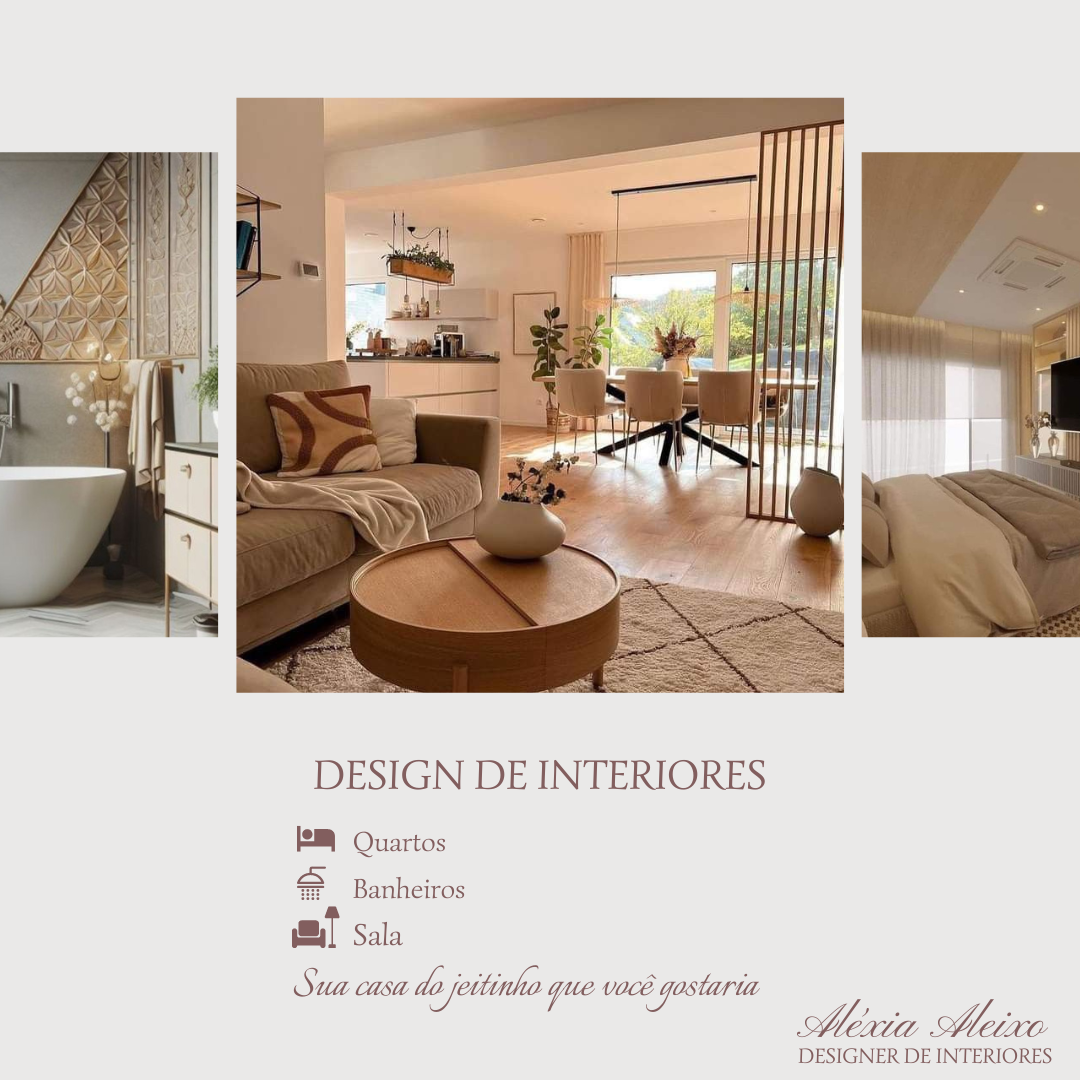 DESIGN DE INTERIORES
Quartos
Banheiros
Sala
Sua casa do jeitinho que você gostaria
Aléxia Aleixo
DESIGNER DE INTERIORES